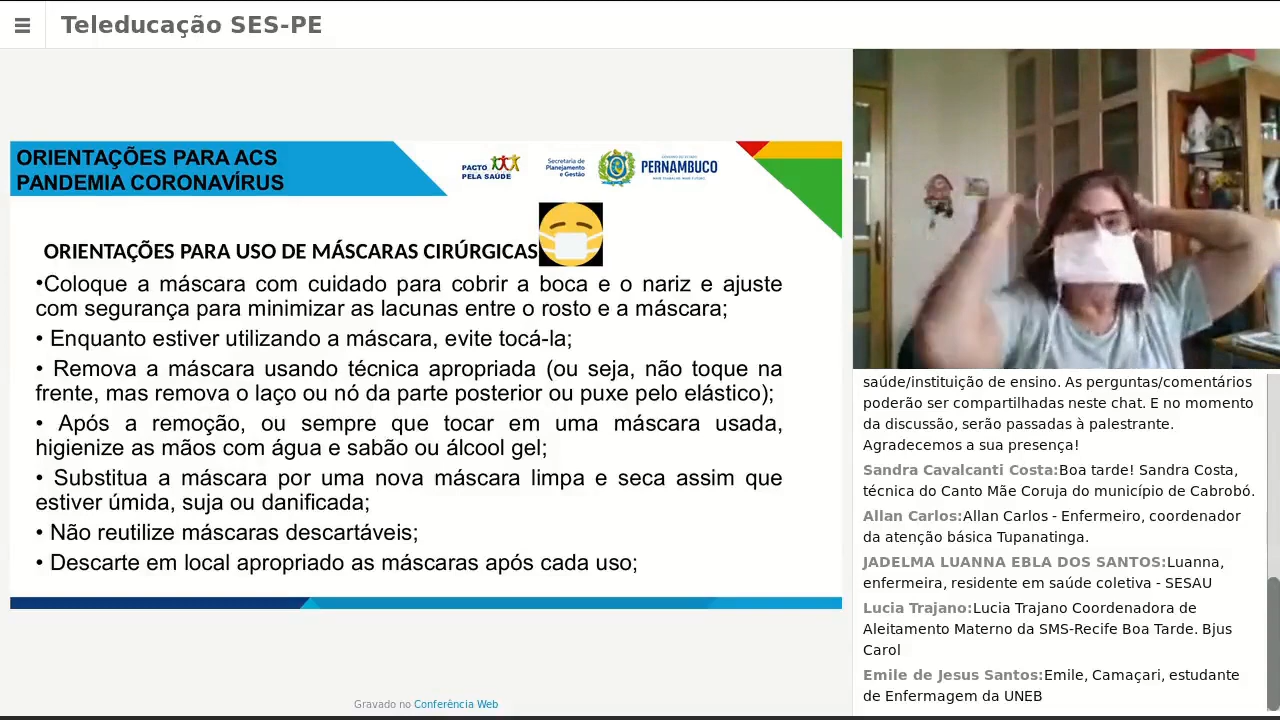 Teleducação SES-PE
ORIENTAÇÕES PARA ACS
PANDEMIA CORONAVÍRUS
PACTO
PELA SAÚDE
Secretaria de
Planejamento
e Gestão
PERNAMBUCO
ORIENTAÇÕES PARA USO DE MÁSCARAS CIRÚRGICAS
•Coloque a máscara com cuidado para cobrir a boca e o nariz e ajuste
com segurança para minimizar as lacunas entre o rosto e a máscara;
• Enquanto estiver utilizando a máscara, evite tocá-la;
• Remova a máscara usando técnica apropriada (ou seja, não toque na
frente, mas remova o laço ou nó da parte posterior ou puxe pelo elástico);
• Após a remoção, ou sempre que tocar em uma máscara usada,
higienize as mãos com água e sabão ou álcool gel;
• Substitua a máscara por uma nova máscara limpa e seca assim que
estiver úmida, suja ou danificada;
• Não reutilize máscaras descartáveis;
• Descarte em local apropriado as máscaras após cada uso;
Gravado no Conferência Web
saúde/instituição de ensino. As perguntas/comentários
poderão ser compartilhadas neste chat. E no momento
da discussão, serão passadas à palestrante.
Agradecemos a sua presença!
Sandra Cavalcanti Costa:Boa tarde! Sandra Costa,
técnica do Canto Mãe Coruja do município de Cabrobó.
Allan Carlos:Allan Carlos - Enfermeiro, coordenador
da atenção básica Tupanatinga.
JADELMA LUANNA EBLA DOS SANTOS:Luanna,
enfermeira, residente em saúde coletiva - SESAU
Lucia Trajano:Lucia Trajano Coordenadora de
Aleitamento Materno da SMS-Recife Boa Tarde. Bjus
Carol
Emile de Jesus Santos:Emile, Camaçari, estudante
de Enfermagem da UNEB